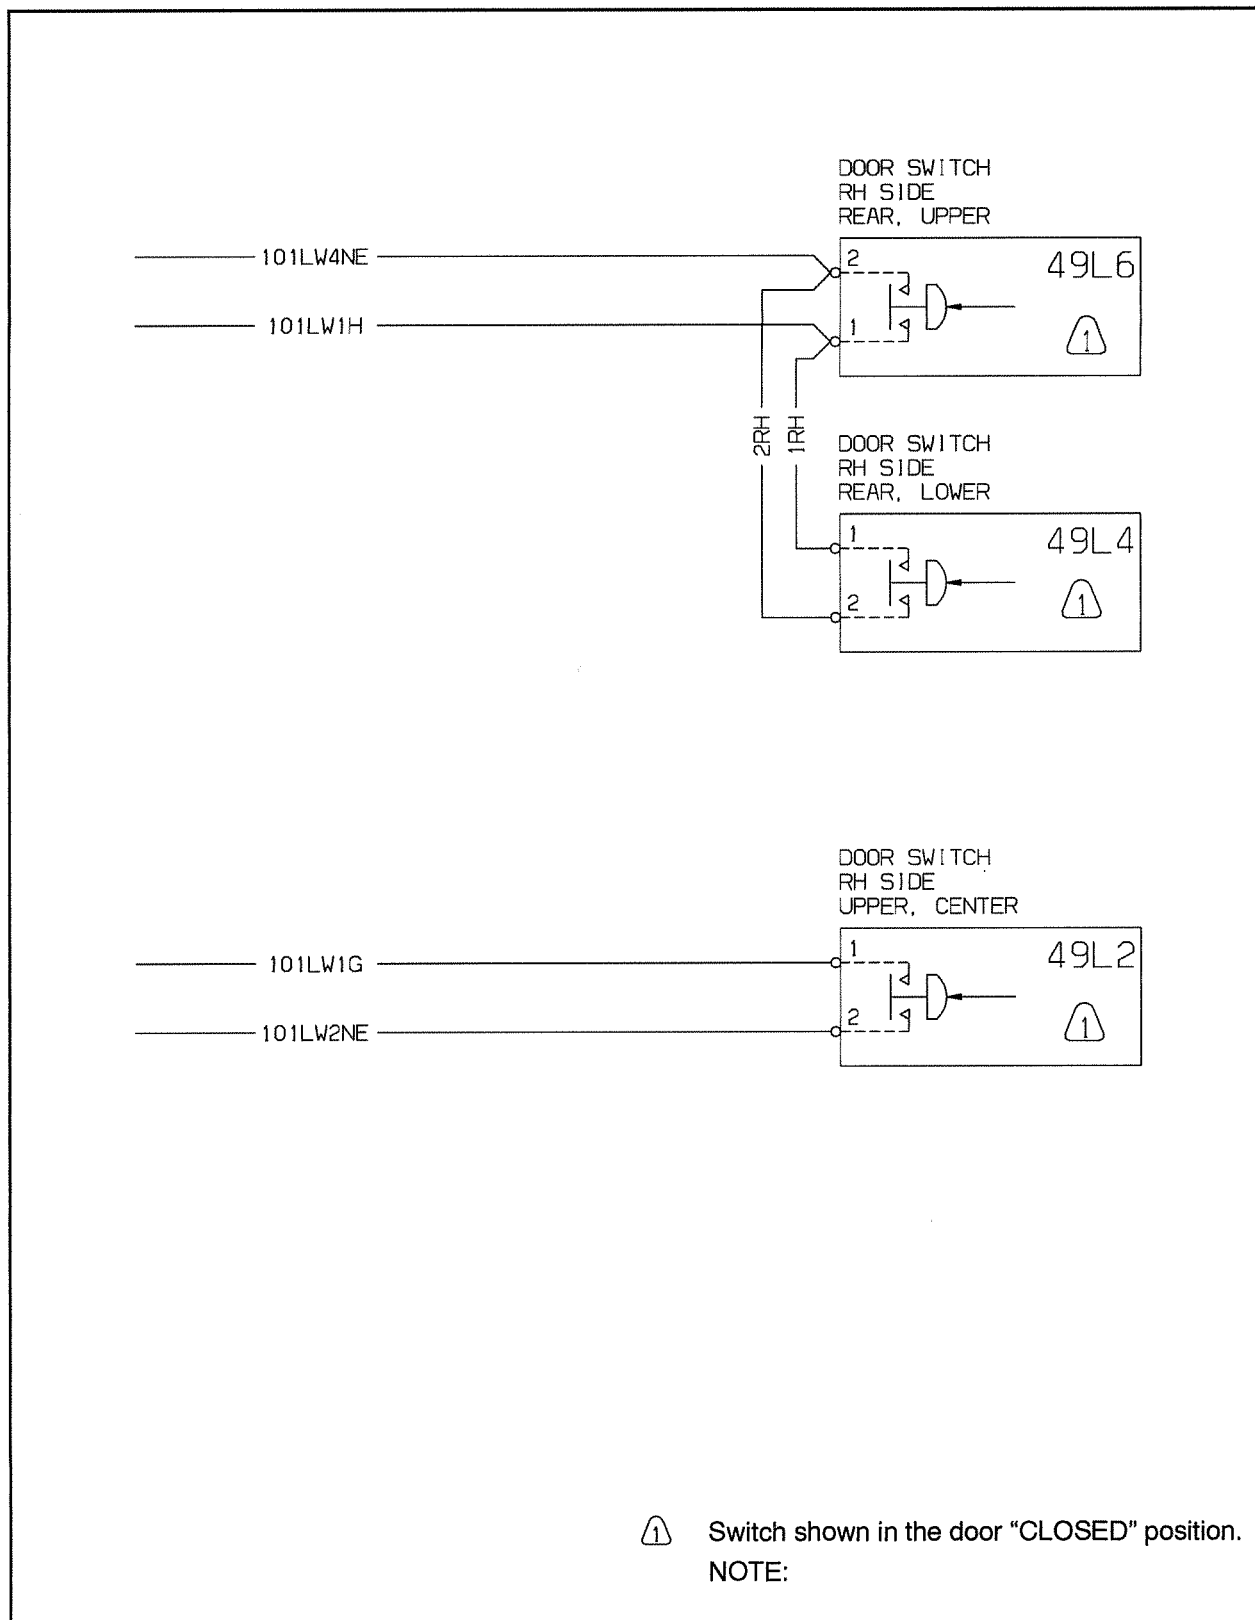 DOOR SWITCH
RH SIDE
REAR, UPPER
101LW4NE
2
49L6
101LW1H
1
1
2RH
1RH
DOOR SWITCH
RH SIDE
REAR, LOWER
1
49L4
2
1
DOOR SWITCH
RH SIDE
UPPER, CENTER
101LW1G
1
49L2
101LW2NE
2
1
1 Switch shown in the door “CLOSED” position.
NOTE: